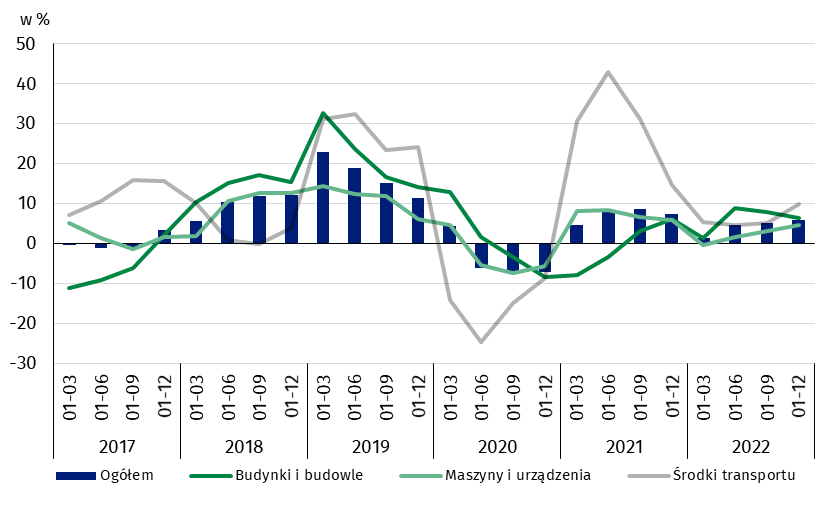 w %
50
40
30
20
10
0
-10
-20
-30
01-03 01-06 01-09 01-12 01-03 01-06 01-09 01-12 01-03 01-06 01-09 01-12 01-03 01-06 01-09 01-12 01-03 01-06 01-09 01-12 01-03 01-06 01-09 01-12
2017 2018 2019 2020 2021 2022
Ogółem Budynki i budowle Maszyny i urządzenia Środki transportu